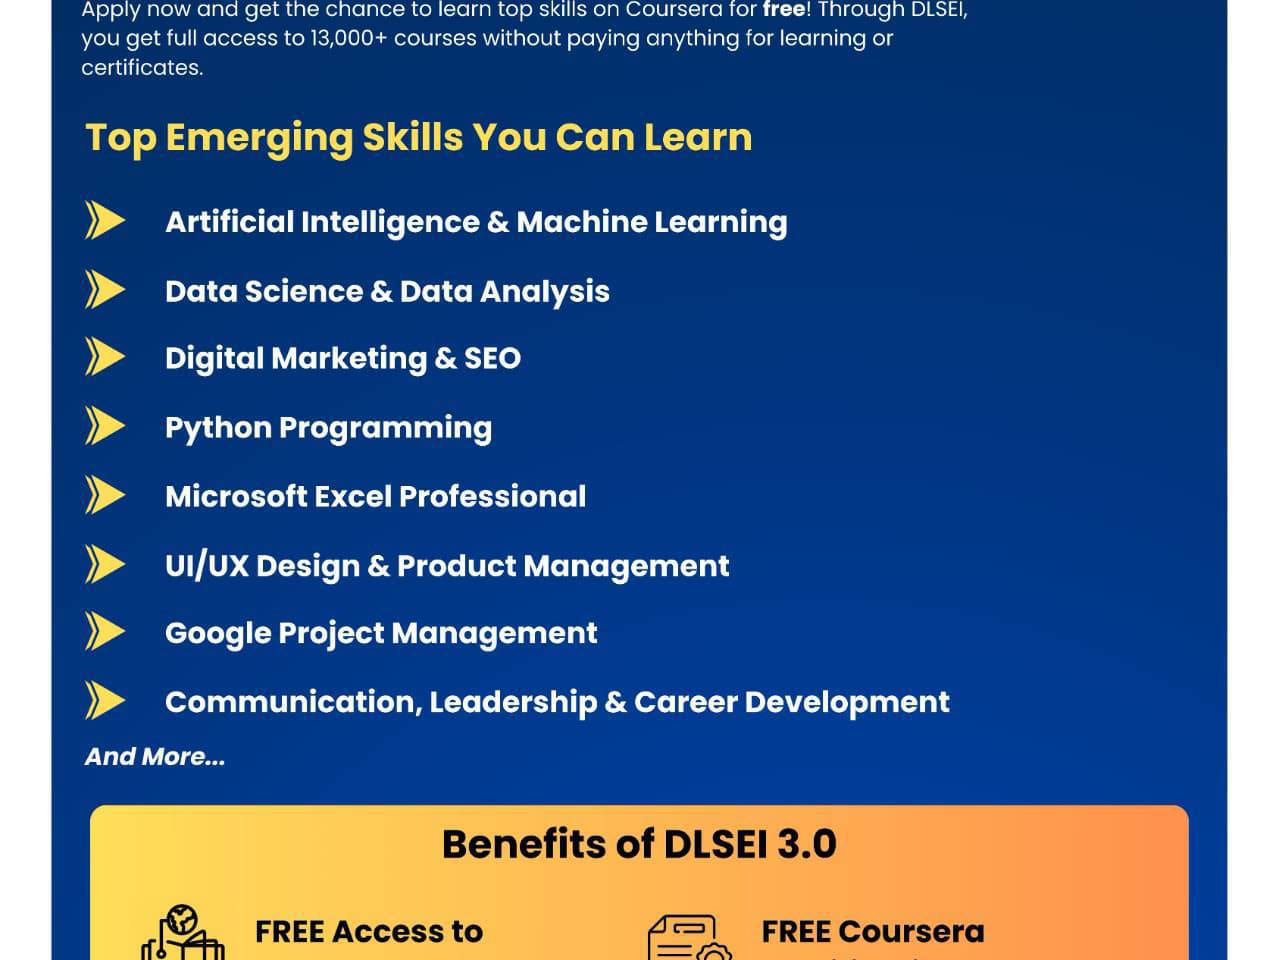 Apply now and get the chance to learn top skills on Coursera for free! Through DLSEI,
you get full access to 13,000+ courses without paying anything for learning or
certificates.
Top Emerging Skills You Can Learn
Artificial Intelligence & Machine Learning
Data Science & Data Analysis
Digital Marketing & SEO
Python Programming
Microsoft Excel Professional
UI/UX Design & Product Management
Google Project Management
Communication, Leadership & Career Development
And More...
Benefits of DLSEI 3.0
FREE Access to
FREE Coursera